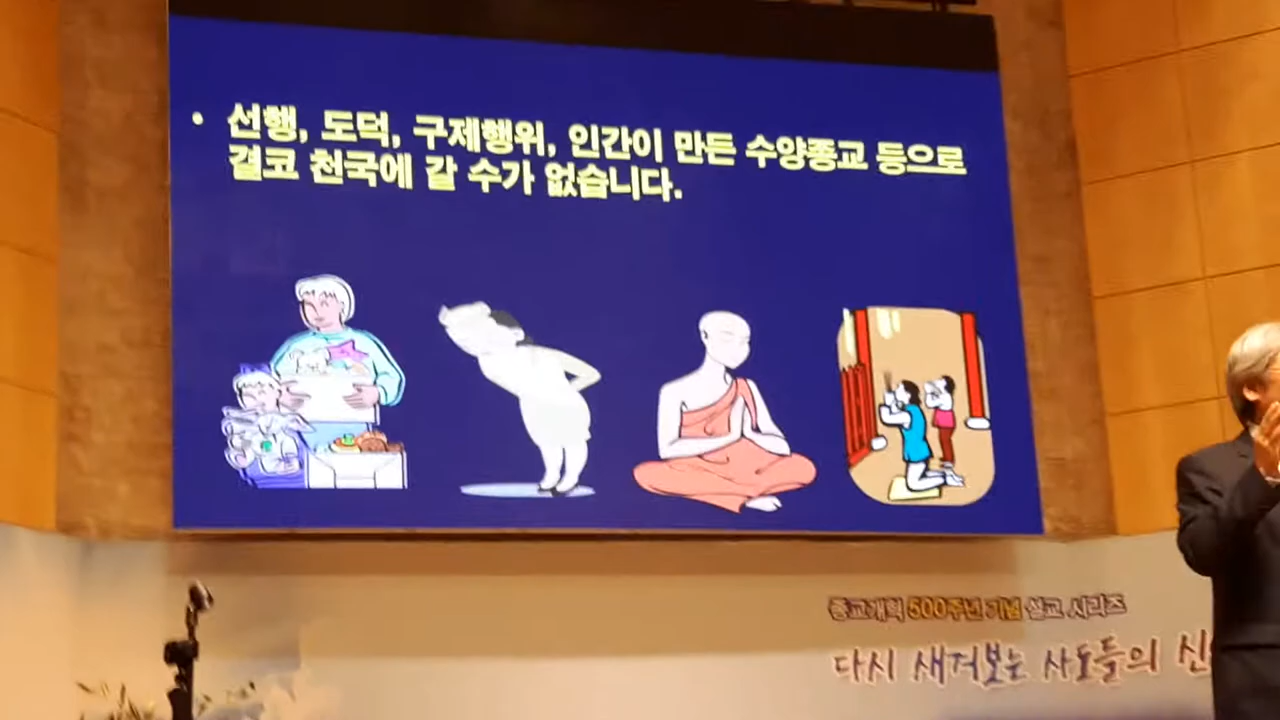 • 선행, 도덕, 구제행위, 인간이 만든 수양종교 등으로
결코 천국에 갈 수가 없습니다.
종교개혁 500주년 기념 설교 시리즈
다시 새겨보는 사도들의 신